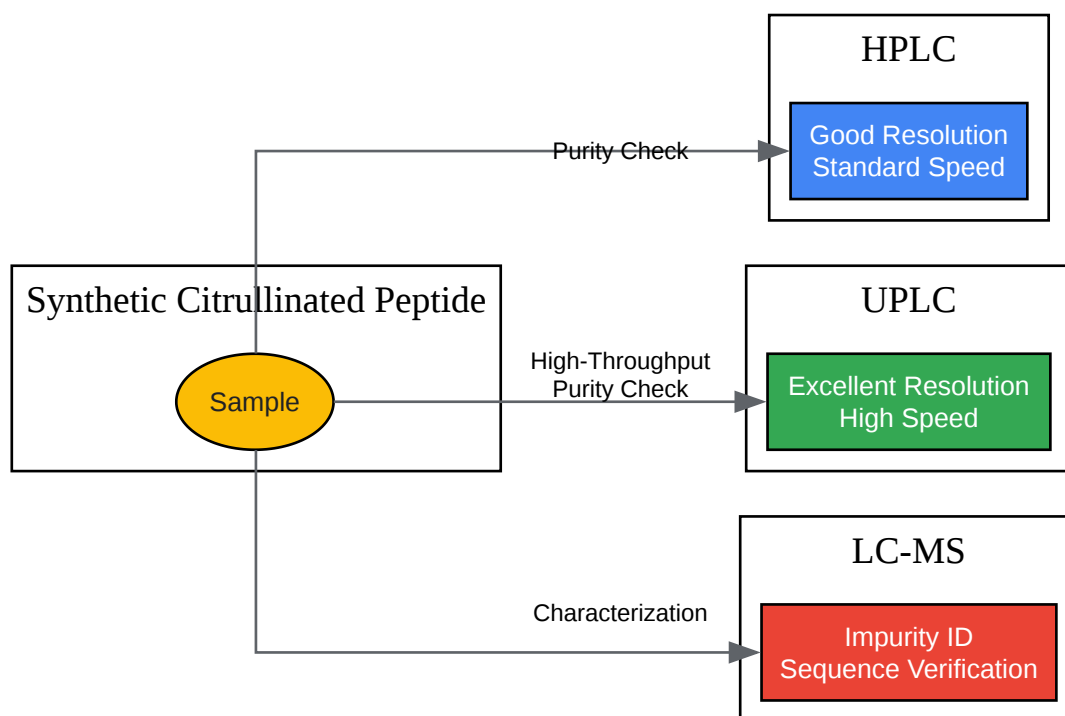 HPLC
Good Resolution
Standard Speed
Purity Check
Synthetic Citrullinated Peptide
Sample
High-Throughput
Purity Check
UPLC
Excellent Resolution
High Speed
Characterization
LC-MS
Impurity ID
Sequence Verification